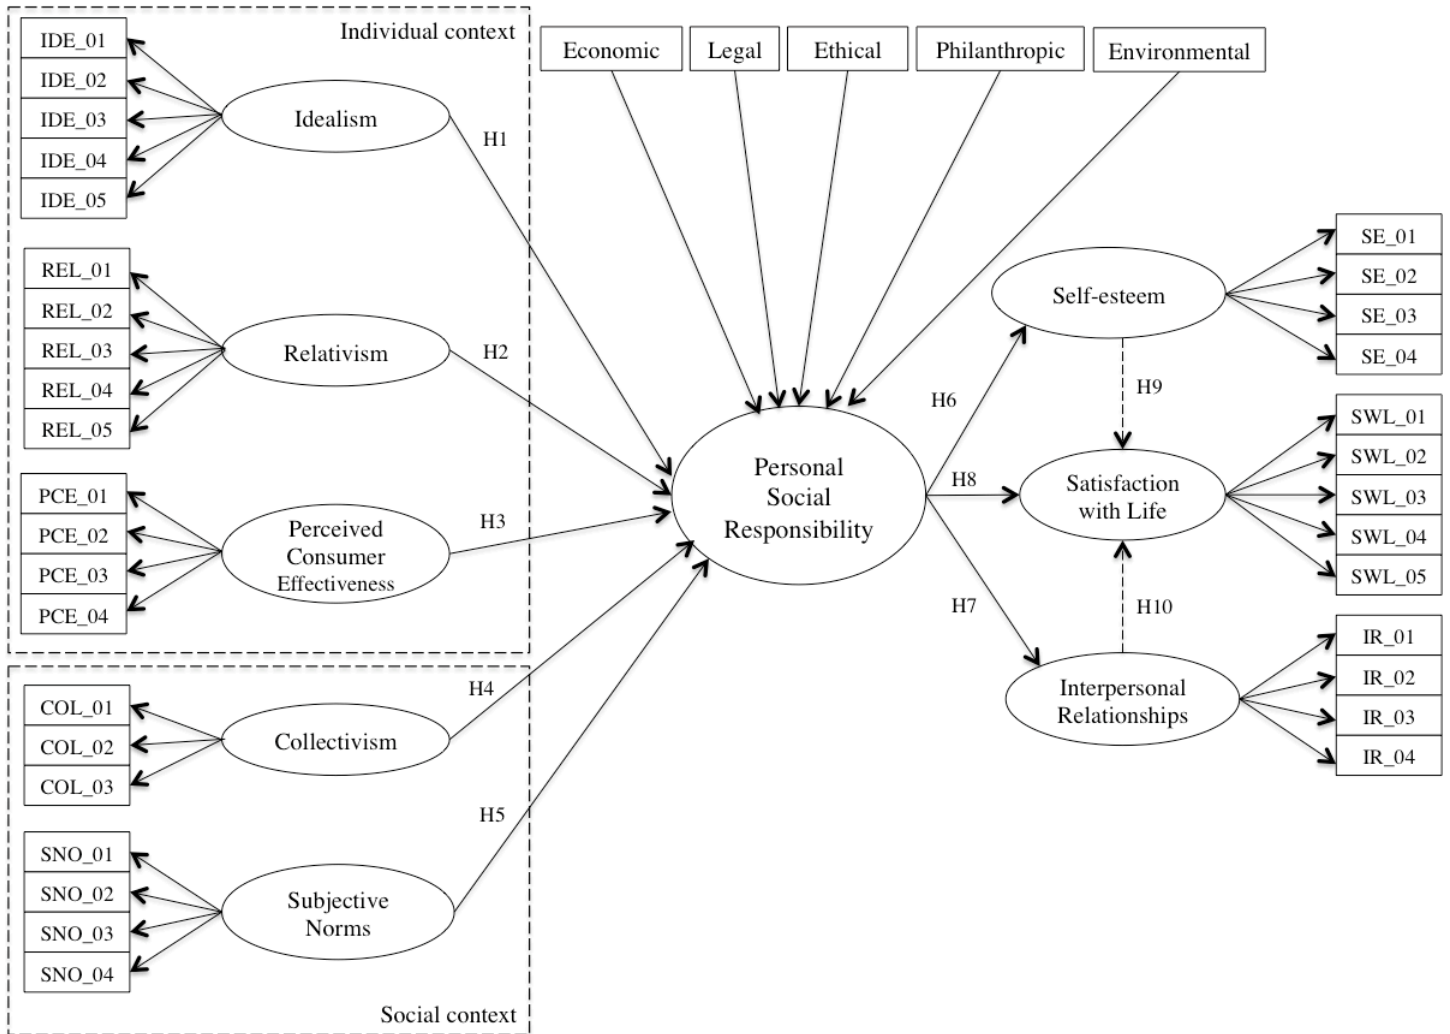 Individual context
IDE_01
IDE_02
IDE_03
IDE_04
IDE_05
Idealism
H1
REL_01
REL_02
REL_03
REL_04
REL_05
Relativism
H2
PCE_01
PCE_02
PCE_03
PCE_04
Perceived
Consumer
Effectiveness
H3
COL_01
COL_02
COL_03
Collectivism
H4
SNO_01
SNO_02
SNO_03
SNO_04
Subjective
Norms
H5
Social context
Economic
Legal
Ethical
Philanthropic
Environmental
Personal
Social
Responsibility
H6
H8
H7
Self-esteem
H9
Satisfaction
with Life
H10
Interpersonal
Relationships
SE_01
SE_02
SE_03
SE_04
SWL_01
SWL_02
SWL_03
SWL_04
SWL_05
IR_01
IR_02
IR_03
IR_04